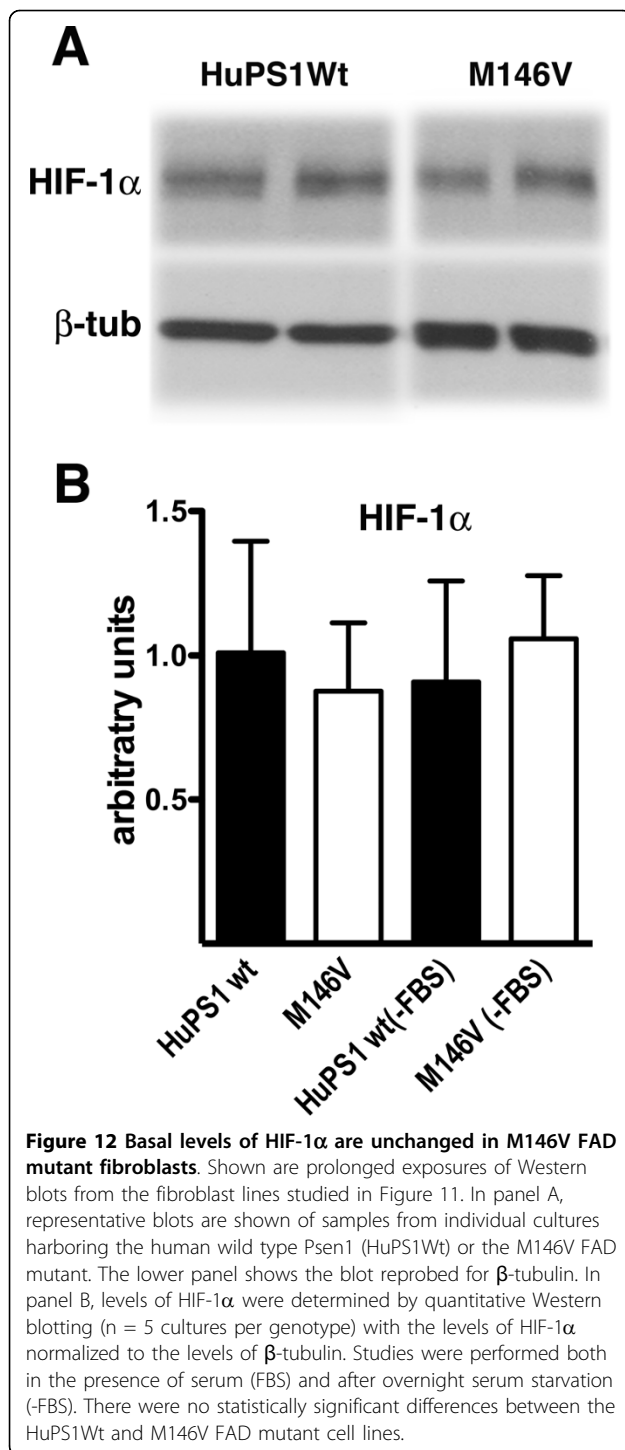 A
HuPS1Wt M146V
HIF-1α
β-tub
B
HIF-1α
arbitratry units
1.5
1.0
0.5
HuPS1 wt
M146V
HuPS1 wt(-FBS)
M146V (-FBS)
Figure 12 Basal levels of HIF-1α are unchanged in M146V FAD
mutant fibroblasts. Shown are prolonged exposures of Western
blots from the fibroblast lines studied in Figure 11. In panel A,
representative blots are shown of samples from individual cultures
harboring the human wild type Psen1 (HuPS1Wt) or the M146V FAD
mutant. The lower panel shows the blot reprobed for β-tubulin. In
panel B, levels of HIF-1α were determined by quantitative Western
blotting (n = 5 cultures per genotype) with the levels of HIF-1α
normalized to the levels of β-tubulin. Studies were performed both
in the presence of serum (FBS) and after overnight serum starvation
(-FBS). There were no statistically significant differences between the
HuPS1Wt and M146V FAD mutant cell lines.